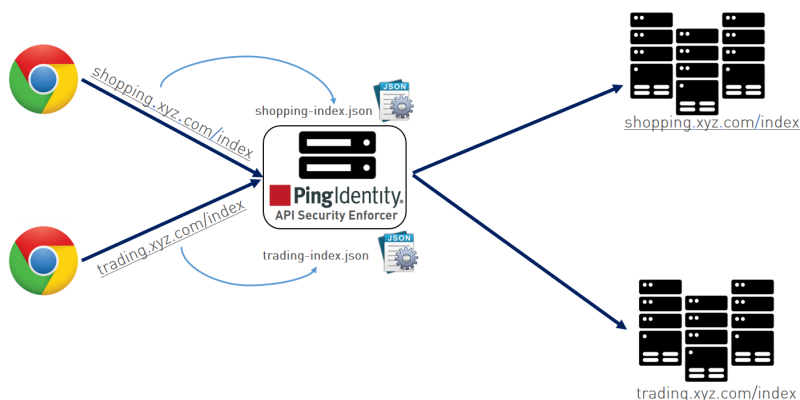 shopping.xyz.com/index
shopping-index.json
JSON
PingIdentity®
API Security Enforcer
trading.xyz.com/index
trading-index.json
JSON
shopping.xyz.com/index
trading.xyz.com/index